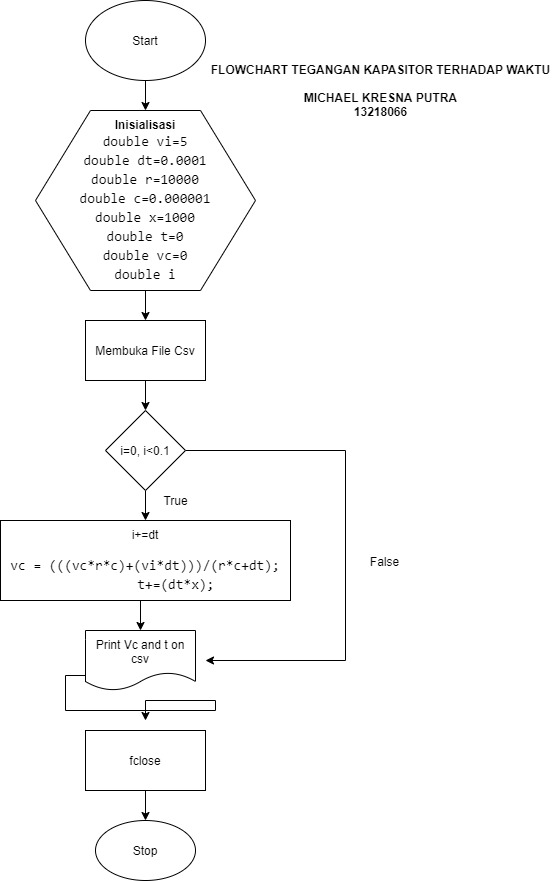 Start
FLOWCHART TEGANGAN KAPASITOR TERHADAP WAKTU
MICHAEL KRESNA PUTRA
13218066
Inisialisasi
double vi=5
double dt=0.0001
double r=10000
double c=0.000001
double x=1000
double t=0
double vc=0
double i
Membuka File Csv
i=0, i<0.1
True
i+=dt
vc = (((vc*r*c)+(vi*dt)))/(r*c+dt);
t+=(dt*x);
False
Print Vc and t on
csv
fclose
Stop